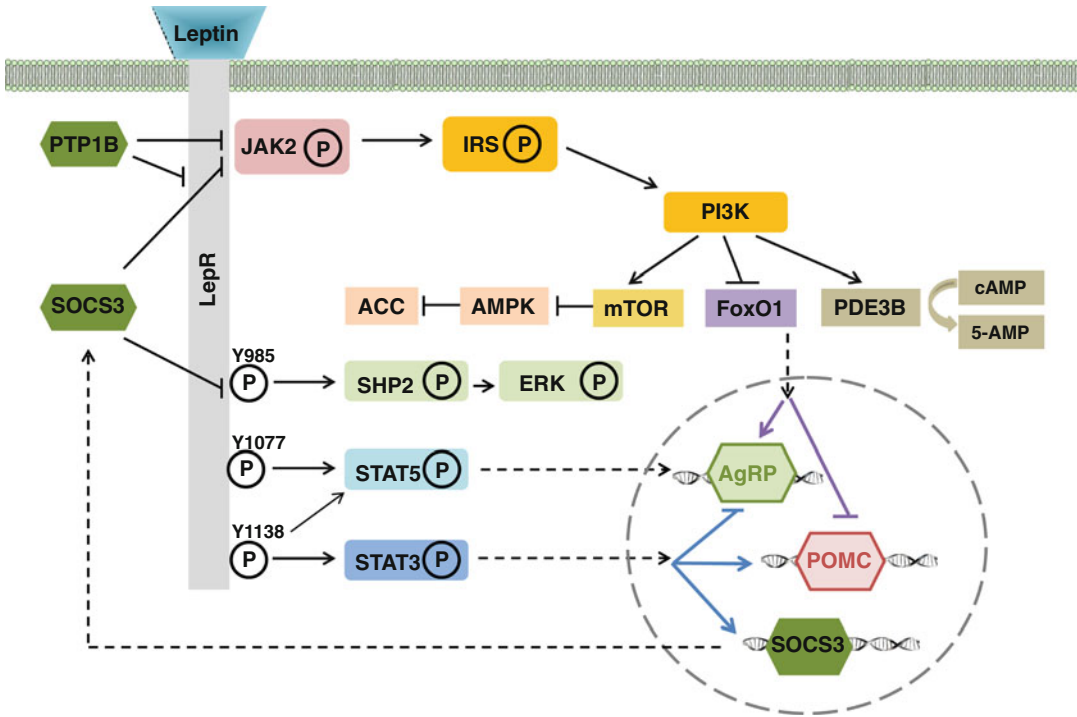 Leptin
PTP1B
JAK2 P
IRS P
PI3K
LepR
SOCS3
ACC
AMPK
mTOR
FoxO1
PDE3B
cAMP
5-AMP
Y985
P
SHP2 P
ERK P
Y1077
P
STAT5 P
AgRP
Y1138
P
STAT3 P
POMC
SOCS3